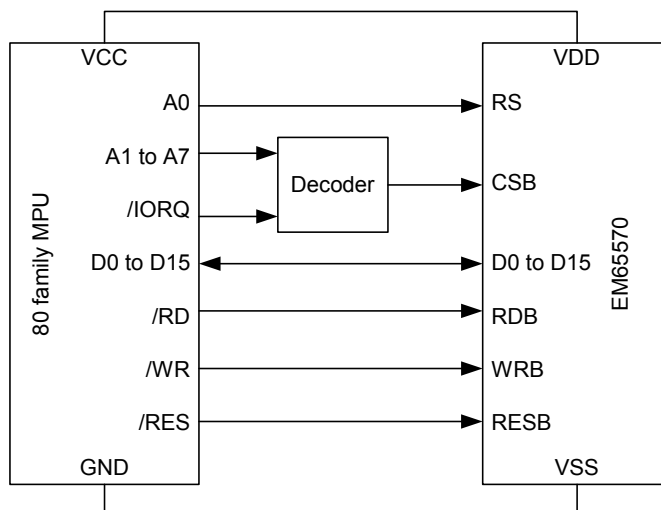 VCC
VDD
A0
RS
A1 to A7
Decoder
CSB
/IORQ
80 family MPU
D0 to D15
D0 to D15
EM65570
/RD
RDB
/WR
WRB
/RES
RESB
GND
VSS